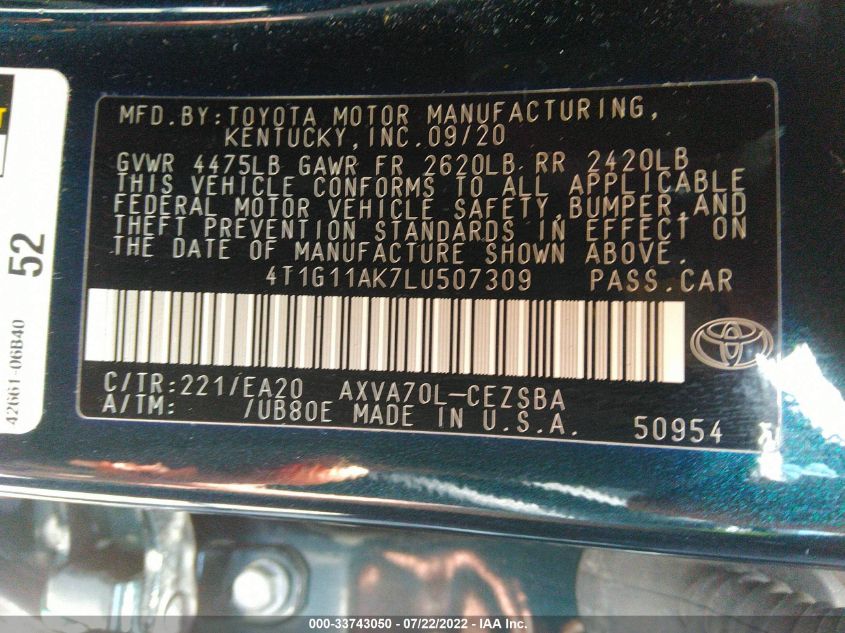 MFD.BY:TOYOTA MOTOR MANUFACTURING,
KENTUCKY,INC.09/20
GVWR 4475LB GAWR FR 2620LB RR 2420LB
THIS VEHICLE CONFORMS TO ALL APPLICABLE
FEDERAL MOTOR VEHICLE SAFETY,BUMPER,AND
THEFT PREVENTION STANDARDS IN EFFECT ON
THE DATE OF MANUFACTURE SHOWN ABOVE.
4T1G11AK7LU507309 PASS.CAR
C/TR:221/EA20 AXVA70L-CEZSBA
A/TM: /UB80E MADE IN U.S.A. 50954
52
42661-06B40
000-33743050 - 07/22/2022 - IAA Inc.